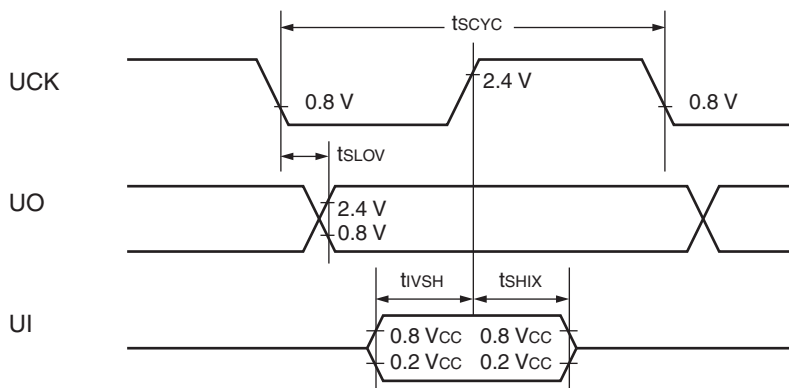 tSCYC
UCK
2.4 V
0.8 V
0.8 V
tSLOV
UO
2.4 V
0.8 V
tIVSH
tSHIX
UI
0.8 VCC
0.8 VCC
0.2 VCC
0.2 VCC